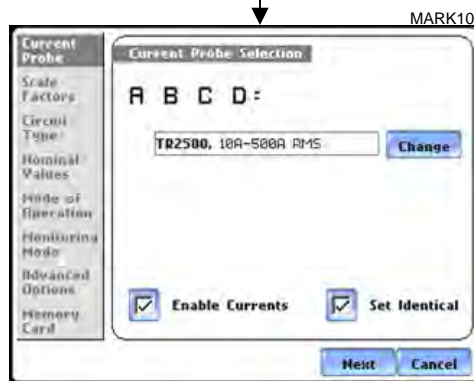 MARK10
Current
Probe
Scale
Factors
Circuit
Type
Nominal
Values
Mode of
Operation
Monitoring
Mode
Advanced
Options
Memory
Card
Current Probe Selection
A B C D:
TR2500, 10A-500A RMS
Change
Enable Currents
Set Identical
Next
Cancel